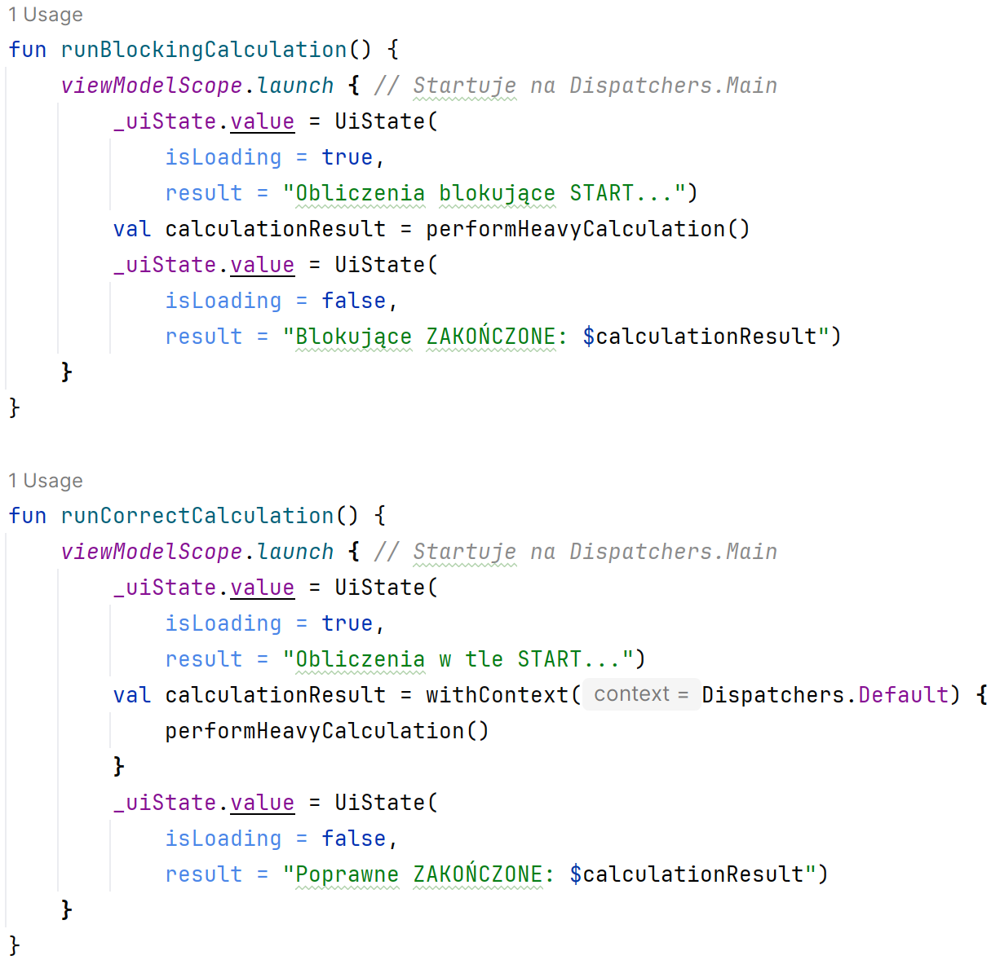 1 Usage
fun runBlockingCalculation() {
    viewModelScope.launch { // Startuje na Dispatchers.Main
        _uiState.value = UiState(
            isLoading = true,
            result = "Obliczenia blokujące START...")
        val calculationResult = performHeavyCalculation()
        _uiState.value = UiState(
            isLoading = false,
            result = "Blokujące ZAKOŃCZONE: $calculationResult")
    }
}
1 Usage
fun runCorrectCalculation() {
    viewModelScope.launch { // Startuje na Dispatchers.Main
        _uiState.value = UiState(
            isLoading = true,
            result = "Obliczenia w tle START...")
        val calculationResult = withContext( context = Dispatchers.Default) {
            performHeavyCalculation()
        }
        _uiState.value = UiState(
            isLoading = false,
            result = "Poprawne ZAKOŃCZONE: $calculationResult")
    }
}